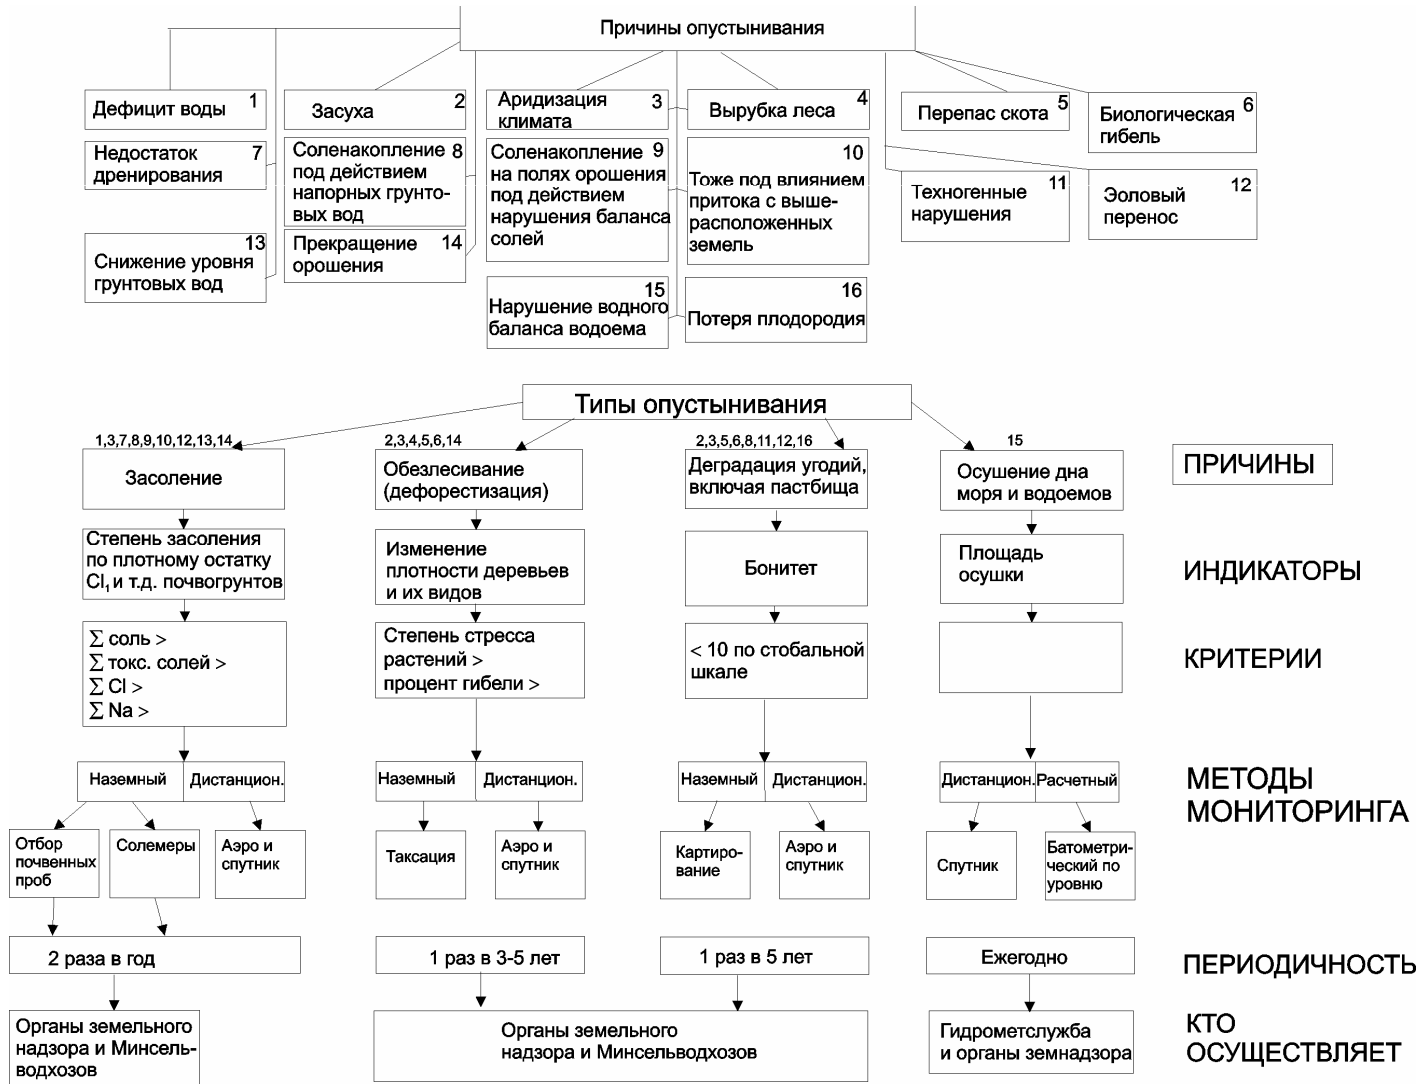 Причины опустынивания
Дефицит воды 1
Засуха 2
Аридизация 3
климата
Вырубка леса 4
Перепас скота 5
Биологическая 6
гибель
Недостаток 7
дренирования
Соленакопление 8
под действием
напорных грунто-
вых вод
Соленакопление 9
на полях орошения
под действием
нарушения баланса
солей
10
Тоже под влиянием
притока с выше-
расположенных
земель
Техногенные 11
нарушения
Эоловый 12
перенос
13
Снижение уровня
грунтовых вод
Прекращение 14
орошения
15
Нарушение водного
баланса водоема
16
Потеря плодородия
Типы опустынивания
1,3,7,8,9,10,12,13,14
Засоление
2,3,4,5,6,14
Обезлесивание
(дефорестизация)
2,3,5,6,8,11,12,16
Деградация угодий,
включая пастбища
15
Осушение дна
моря и водоемов
ПРИЧИНЫ
Степень засоления
по плотному остатку
Cl₁ и т.д. почвогрунтов
Изменение
плотности деревьев
и их видов
Бонитет
Площадь
осушки
ИНДИКАТОРЫ
∑ соль >
∑ токс. солей >
∑ Cl >
∑ Na >
Степень стресса
растений >
процент гибели >
< 10 по стобальной
шкале
КРИТЕРИИ
Наземный Дистанцион.
Наземный Дистанцион.
Наземный Дистанцион.
Дистанцион. Расчетный
МЕТОДЫ
МОНИТОРИНГА
Отбор
почвенных
проб
Солемеры
Аэро и
спутник
Таксация
Аэро и
спутник
Картиро-
вание
Аэро и
спутник
Спутник
Батометри-
ческий по
уровню
2 раза в год
1 раз в 3-5 лет
1 раз в 5 лет
Ежегодно
ПЕРИОДИЧНОСТЬ
Органы земельного
надзора и Минсель-
водхозов
Органы земельного
надзора и Минсельводхозов
Гидрометслужба
и органы земнадзора
КТО
ОСУЩЕСТВЛЯЕТ